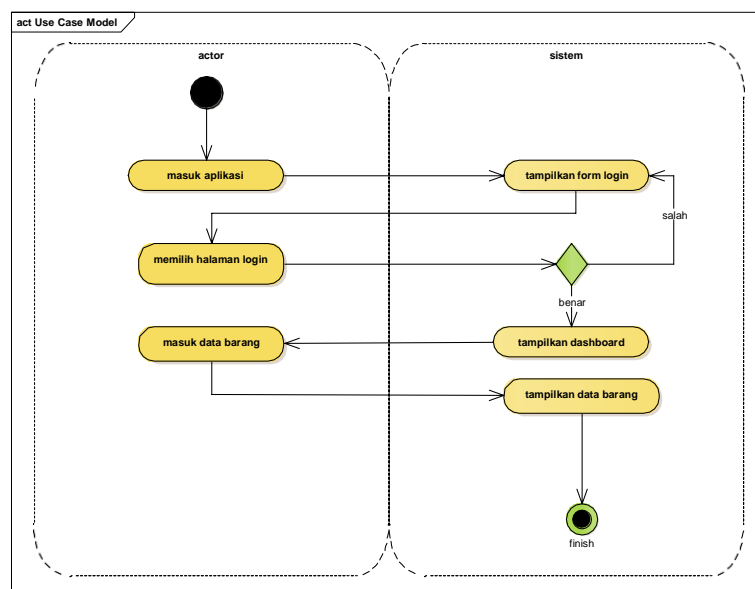 act Use Case Model
actor
sistem
masuk aplikasi
tampilkan form login
salah
memilih halaman login
benar
masuk data barang
tampilkan dashboard
tampilkan data barang
finish